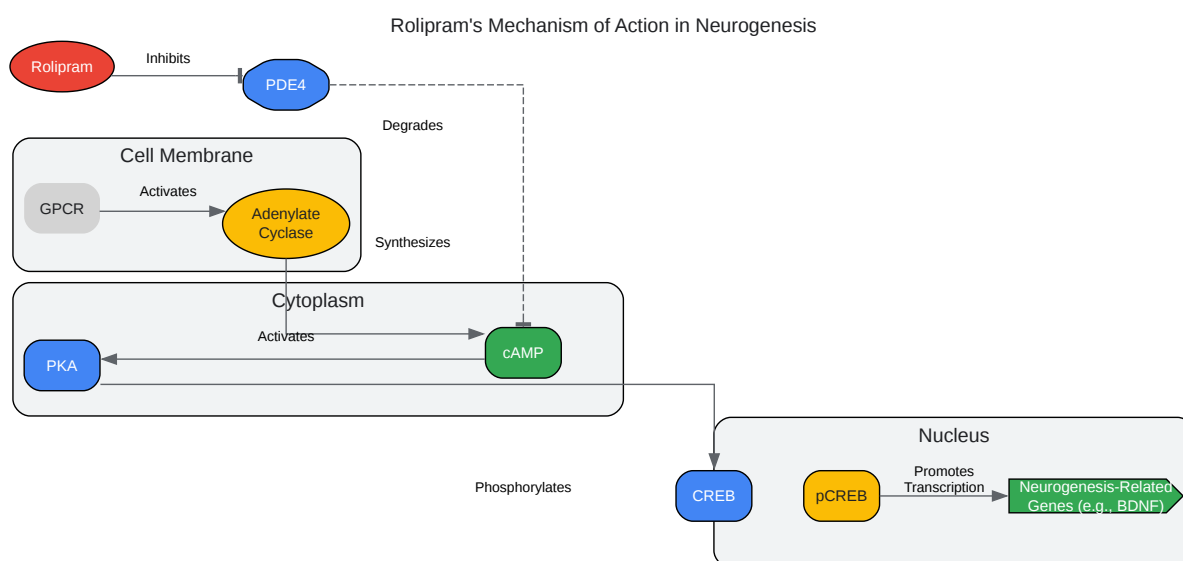 Rolipram's Mechanism of Action in Neurogenesis
Rolipram
Inhibits
PDE4
Degrades
Cell Membrane
GPCR
Activates
Adenylate
Cyclase
Synthesizes
Cytoplasm
Activates
PKA
cAMP
Nucleus
Phosphorylates
CREB
pCREB
Promotes
Transcription
Neurogenesis-Related
Genes (e.g., BDNF)